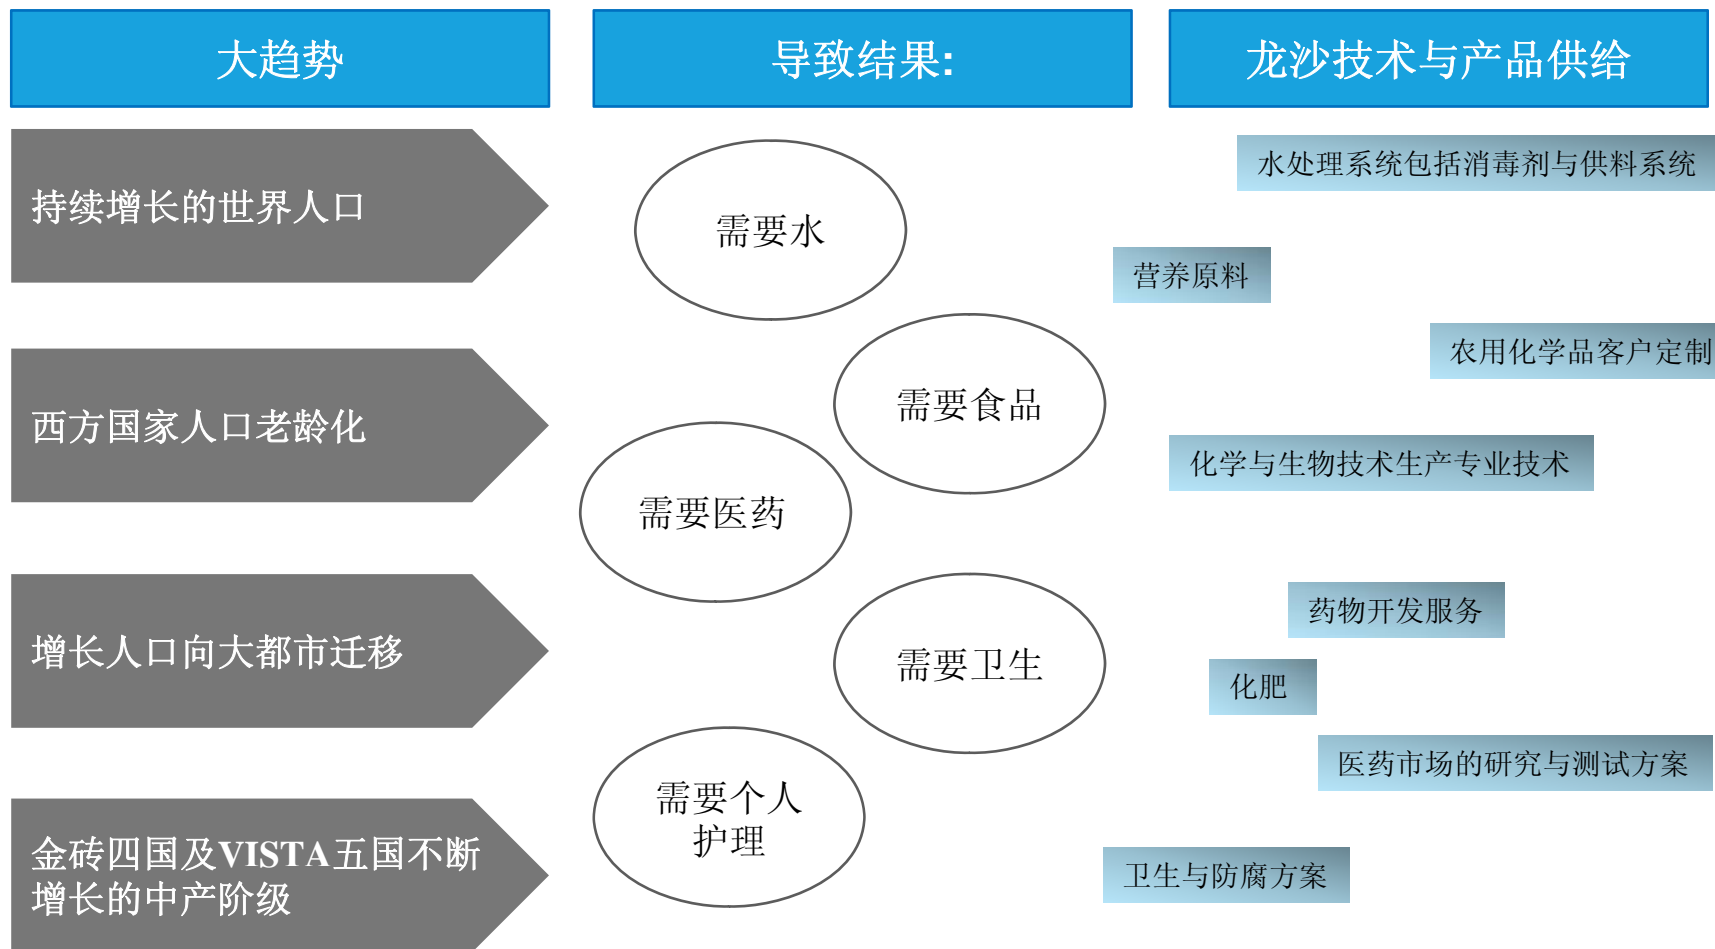 大趋势
导致结果:
龙沙技术与产品供给
持续增长的世界人口
西方国家人口老龄化
增长人口向大都市迁移
金砖四国及VISTA五国不断
增长的中产阶级
需要水
需要食品
需要医药
需要卫生
需要个人
护理
水处理系统包括消毒剂与供料系统
营养原料
农用化学品客户定制
化学与生物技术生产专业技术
药物开发服务
化肥
医药市场的研究与测试方案
卫生与防腐方案